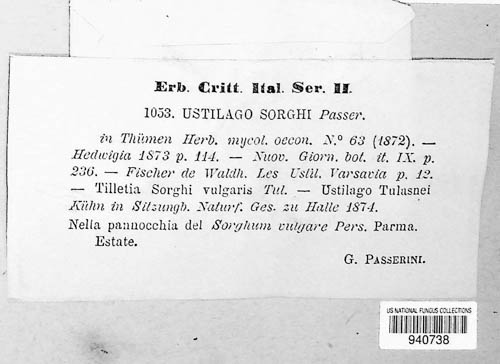 Erb. Critt. Ital. Ser. II.
1053. USTILAGO SORGHI Passer.
in Thümen Herb. mycol. oecon. N.º 63 (1872). —
Hedwigia 1873 p. 114. — Nuov. Giorn. bot. it. IX. p.
236. — Fischer de Waldh. Les Ustil. Varsavia p. 12.
— Tilletia Sorghi vulgaris Tul. — Ustilago Tulasnei
Kühn in Sitzungb. Naturf. Ges. zu Halle 1874.
Nella pannocchia del Sorghum vulgare Pers. Parma.
Estate.
G. PASSERINI.
US NATIONAL FUNGUS COLLECTIONS
940738